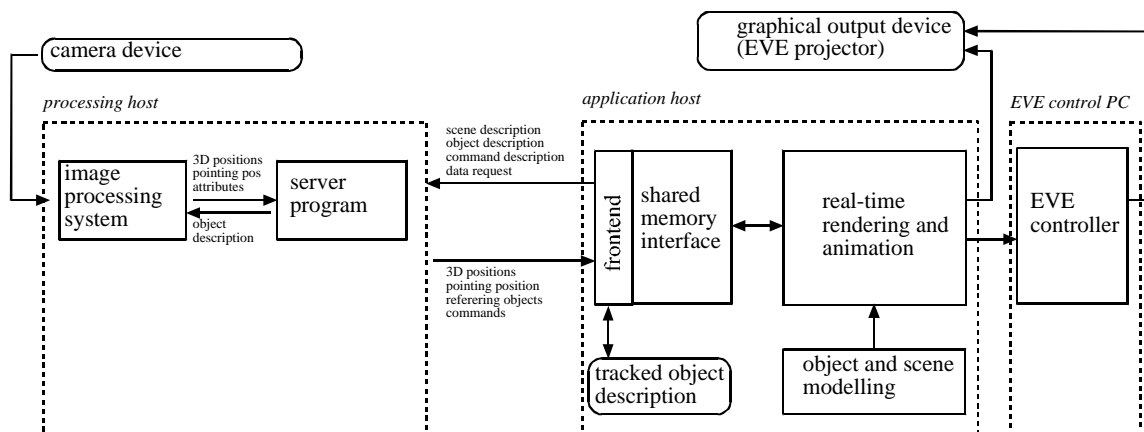 camera device
graphical output device
(EVE projector)
processing host
application host
EVE control PC
image
processing
system
3D positions
pointing pos
attributes
object
description
server
program
scene description
object description
command description
data request
3D positions
pointing position
referering objects
commands
frontend
shared
memory
interface
real-time
rendering and
animation
EVE
controller
tracked object
description
object and scene
modelling